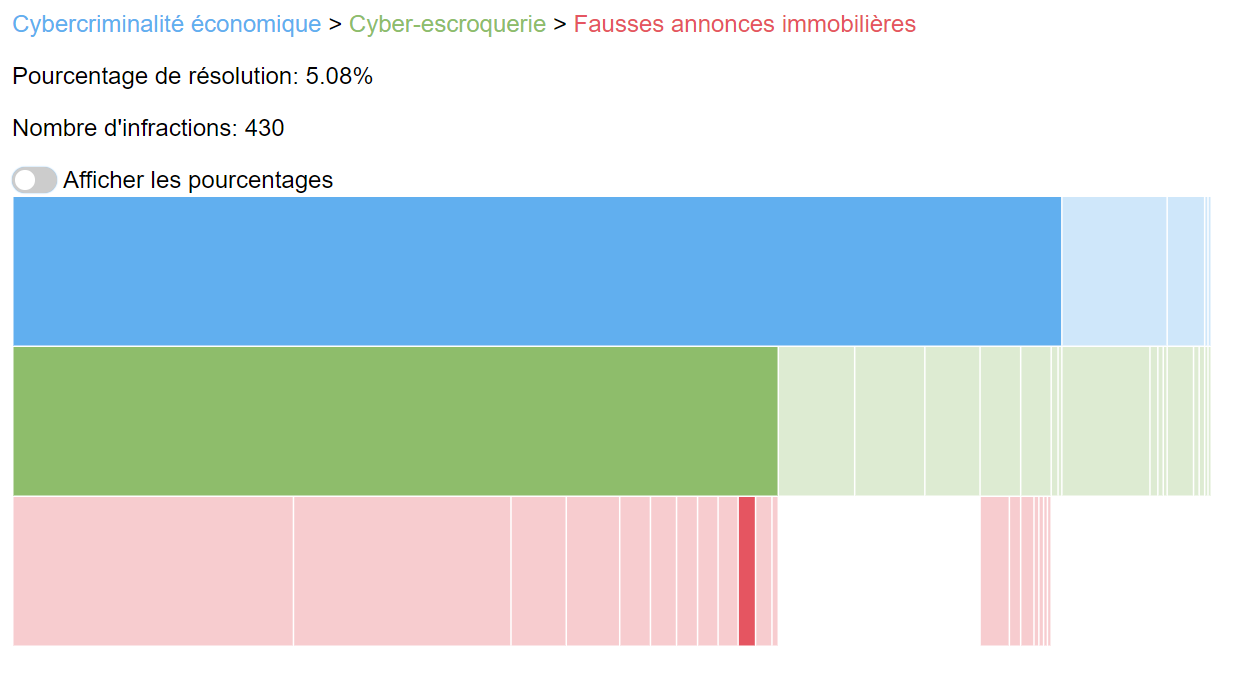 Cybercriminalité économique > Cyber-escroquerie > Fausses annonces immobilières
Pourcentage de résolution: 5.08%
Nombre d'infractions: 430
Afficher les pourcentages